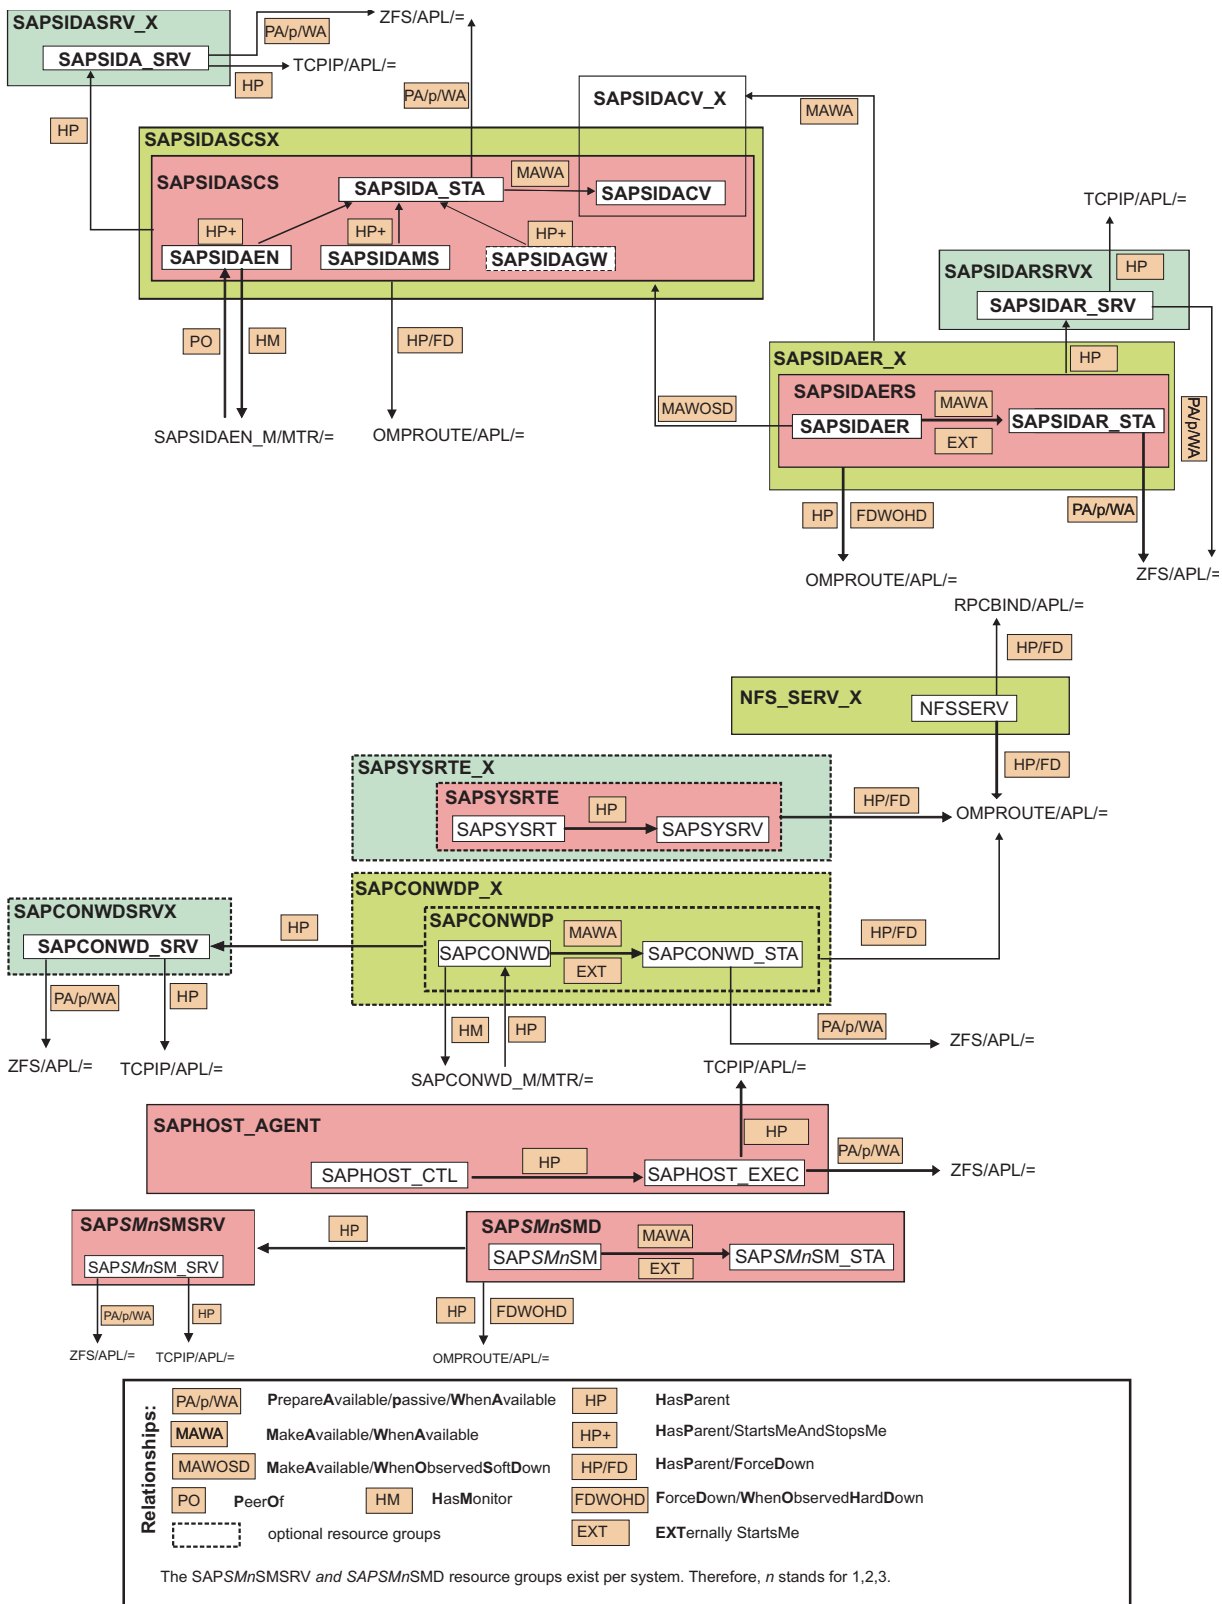 SAPSIDASRV_X
SAPSIDA_SRV
PA/p/WA
ZFS/APL/=
HP
TCPIP/APL/=
HP
PA/p/WA
SAPSIDACV_X
MAWA
SAPSIDASCSX
SAPSIDASCS
SAPSIDA_STA
MAWA
SAPSIDACV
HP+
HP+
HP+
SAPSIDAEN
SAPSIDAMS
SAPSIDAGW
PO
HM
HP/FD
SAPSIDAEN_M/MTR/=
OMPROUTE/APL/=
TCPIP/APL/=
SAPSIDARSRVX
HP
SAPSIDAR_SRV
SAPSIDAER_X
HP
SAPSIDAERS
MAWOSD
SAPSIDAER
MAWA
EXT
SAPSIDAR_STA
PA/p/WA
HP
FDWOHD
PA/p/WA
OMPROUTE/APL/=
ZFS/APL/=
RPCBIND/APL/=
HP/FD
NFS_SERV_X
NFSSERV
HP/FD
SAPSYSRTE_X
SAPSYSRTE
SAPSYSRT
HP
SAPSYSRV
HP/FD
OMPROUTE/APL/=
SAPCONWDP_X
SAPCONWDSRVX
SAPCONWDP
SAPCONWD_SRV
HP
SAPCONWD
MAWA
EXT
SAPCONWD_STA
HP/FD
PA/p/WA
HP
HM
HP
PA/p/WA
ZFS/APL/=
TCPIP/APL/=
SAPCONWD_M/MTR/=
ZFS/APL/=
TCPIP/APL/=
SAPHOST_AGENT
HP
SAPHOST_CTL
HP
SAPHOST_EXEC
PA/p/WA
ZFS/APL/=
SAPSMnSMSRV
HP
SAPSMnSMD
SAPSMnSM_SRV
SAPSMnSM
MAWA
EXT
SAPSMnSM_STA
PA/p/WA
HP
HP
FDWOHD
ZFS/APL/=
TCPIP/APL/=
OMPROUTE/APL/=
Relationships:
PA/p/WA PrepareAvailable/passive/WhenAvailable
HP HasParent
MAWA MakeAvailable/WhenAvailable
HP+ HasParent/StartsMeAndStopsMe
MAWOSD MakeAvailable/WhenObservedSoftDown
HP/FD HasParent/ForceDown
PO PeerOf
HM HasMonitor
FDWOHD ForceDown/WhenObservedHardDown
optional resource groups
EXT EXTernally StartsMe
The SAPSMnSMSRV and SAPSMnSMD resource groups exist per system. Therefore, n stands for 1,2,3.